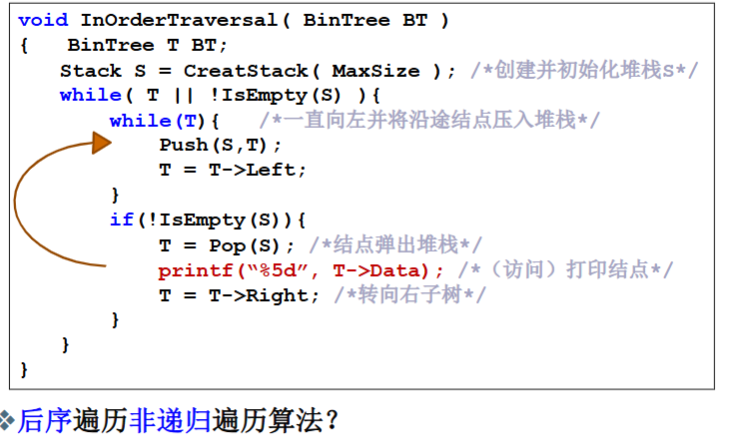 void InOrderTraversal( BinTree BT )
{ BinTree T BT;
Stack S = CreatStack( MaxSize ); /*创建并初始化堆栈S*/
while( T || !IsEmpty(S) ){
while(T){ /*一直向左并将沿途结点压入堆栈*/
Push(S,T);
T = T->Left;
}
if(!IsEmpty(S)){
T = Pop(S); /*结点弹出堆栈*/
printf(“%5d”, T->Data); /*（访问）打印结点*/
T = T->Right; /*转向右子树*/
}
}
}
❖后序遍历非递归遍历算法？